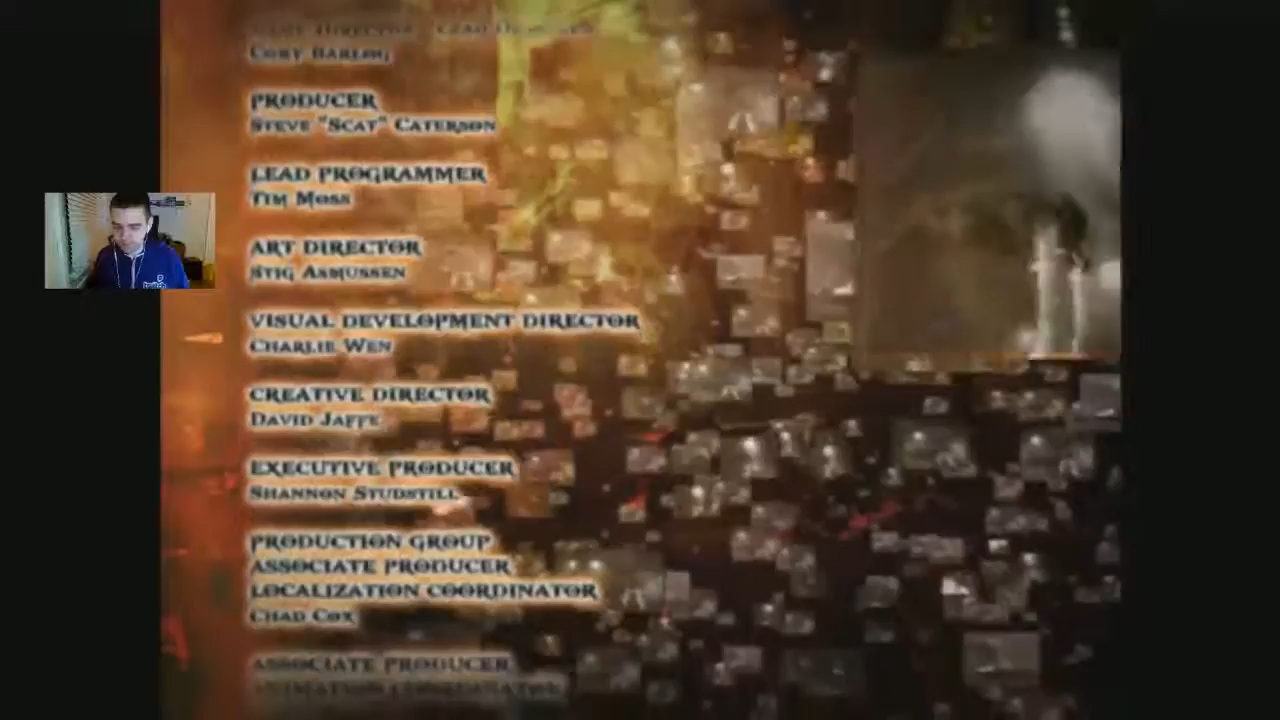 Cory Barlog
PRODUCER
Steve "Scat" Caterson
LEAD PROGRAMMER
Tim Moss
ART DIRECTOR
Stig Asmussen
VISUAL DEVELOPMENT DIRECTOR
Charlie Wen
CREATIVE DIRECTOR
David Jaffe
EXECUTIVE PRODUCER
Shannon Studstill
PRODUCTION GROUP
ASSOCIATE PRODUCER
LOCALIZATION COORDINATOR
Chad Cox
ASSOCIATE PRODUCER